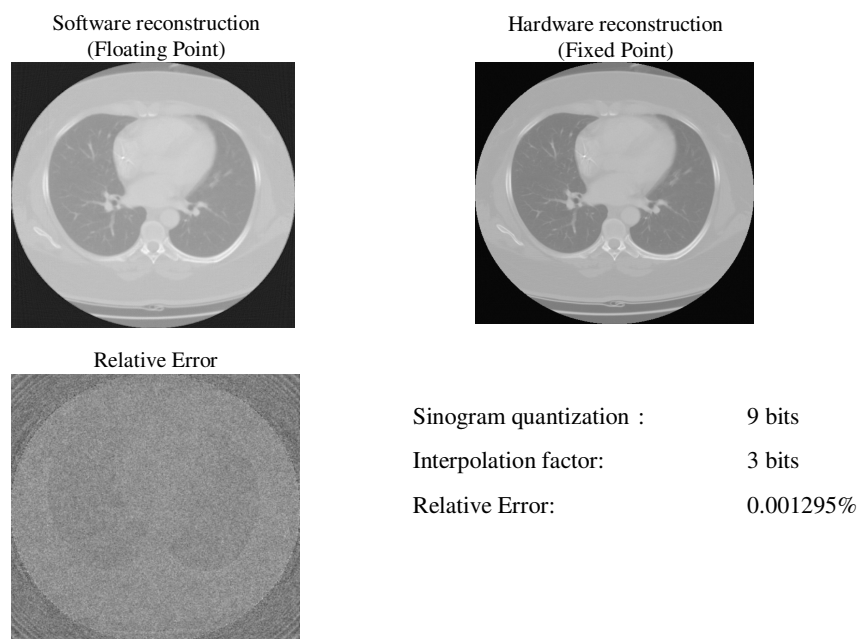 Software reconstruction
(Floating Point)
Hardware reconstruction
(Fixed Point)
Relative Error
Sinogram quantization : 9 bits
Interpolation factor: 3 bits
Relative Error: 0.001295%